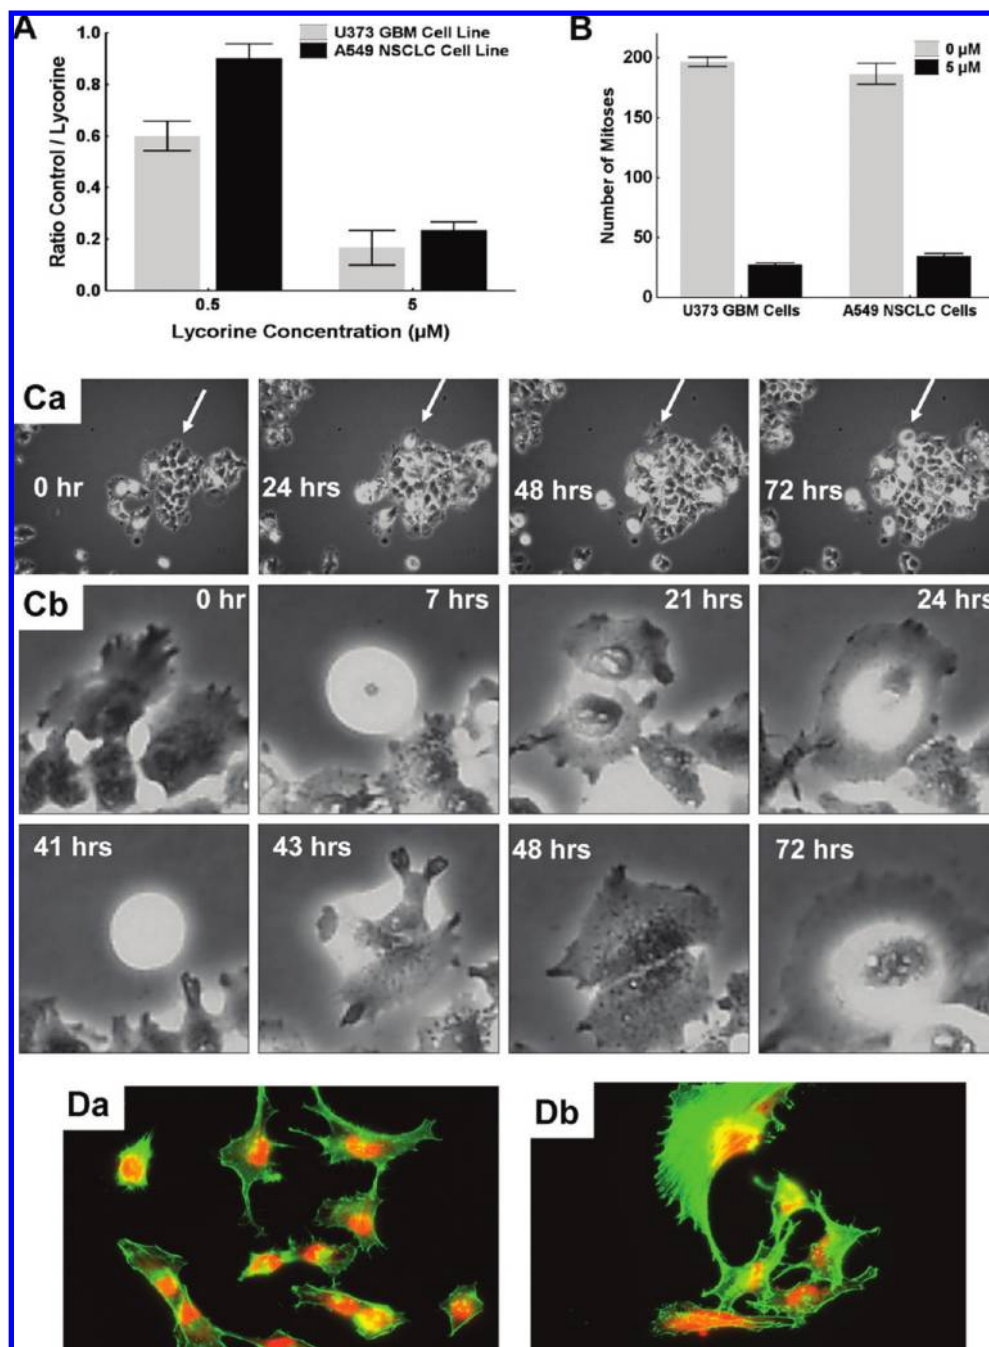 A
U373 GBM Cell Line
A549 NSCLC Cell Line
Ratio Control / Lycorine
1.0
0.8
0.6
0.4
0.2
0.0
0.5
5
Lycorine Concentration (µM)
B
0 µM
5 µM
Number of Mitoses
200
150
100
50
0
U373 GBM Cells
A549 NSCLC Cells
Ca
0 hr
24 hrs
48 hrs
72 hrs
Cb
0 hr
7 hrs
21 hrs
24 hrs
41 hrs
43 hrs
48 hrs
72 hrs
Da
Db